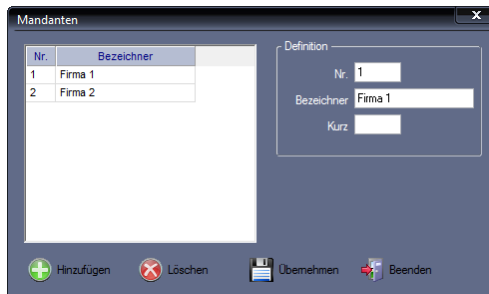 Mandanten
x
Nr. Bezeichner
1 Firma 1
2 Firma 2
Definition
Nr. 1
Bezeichner Firma 1
Kurz
Hinzufügen Löschen Übernehmen Beenden